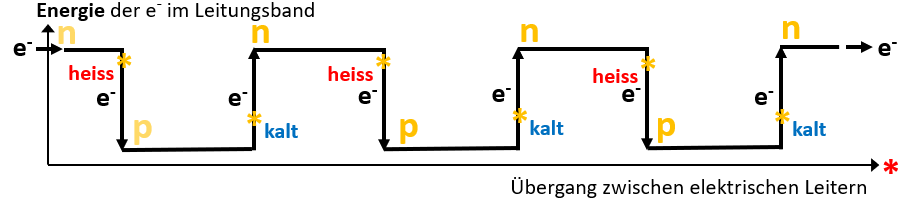 Energie der e⁻ im Leitungsband
e⁻ n n n n e⁻
* * *
heiss heiss heiss
e⁻ e⁻ e⁻ e⁻ e⁻ e⁻
* kalt * kalt * kalt
p p p
*
Übergang zwischen elektrischen Leitern